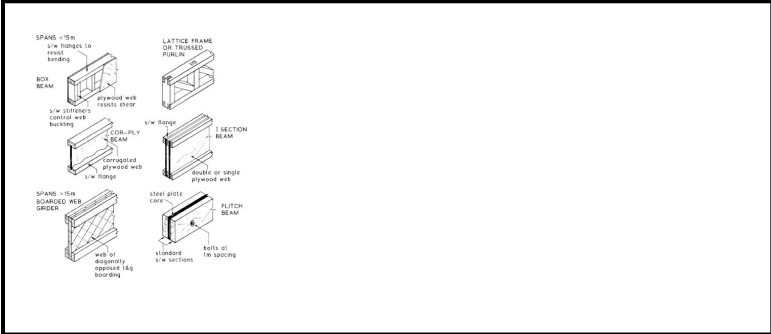 SPANS <15m
s/w flanges to
resist
bending
BOX
BEAM
plywood web
resists shear
s/w stiffeners
control web
buckling
LATTICE FRAME
OR TRUSSED
PURLIN
COR-PLY
BEAM
corrugated
plywood web
s/w flange
s/w flange
I SECTION
BEAM
double or single
plywood web
SPANS >15m
BOARDED WEB
GIRDER
web of
diagonally
opposed t&g
boarding
steel plate
core
FLITCH
BEAM
standard
s/w sections
bolts at
1m spacing